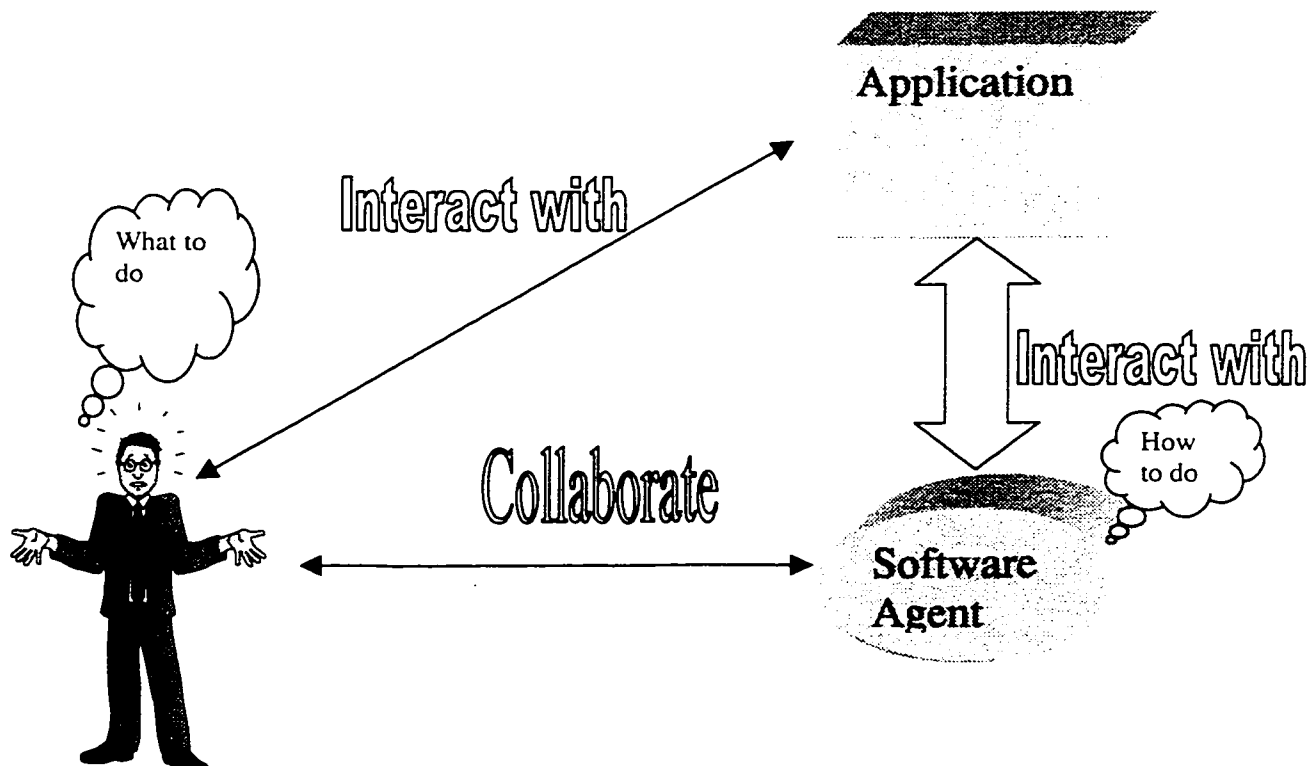 Application
Interact with
What to
do
Interact with
How
to do
Collaborate
Software
Agent